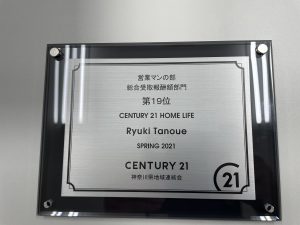 営業マンの部
総合受取報酬額部門
第19位
CENTURY 21 HOME LIFE
Ryuki Tanoue
SPRING 2021
CENTURY 21
神奈川県地域連絡会
21